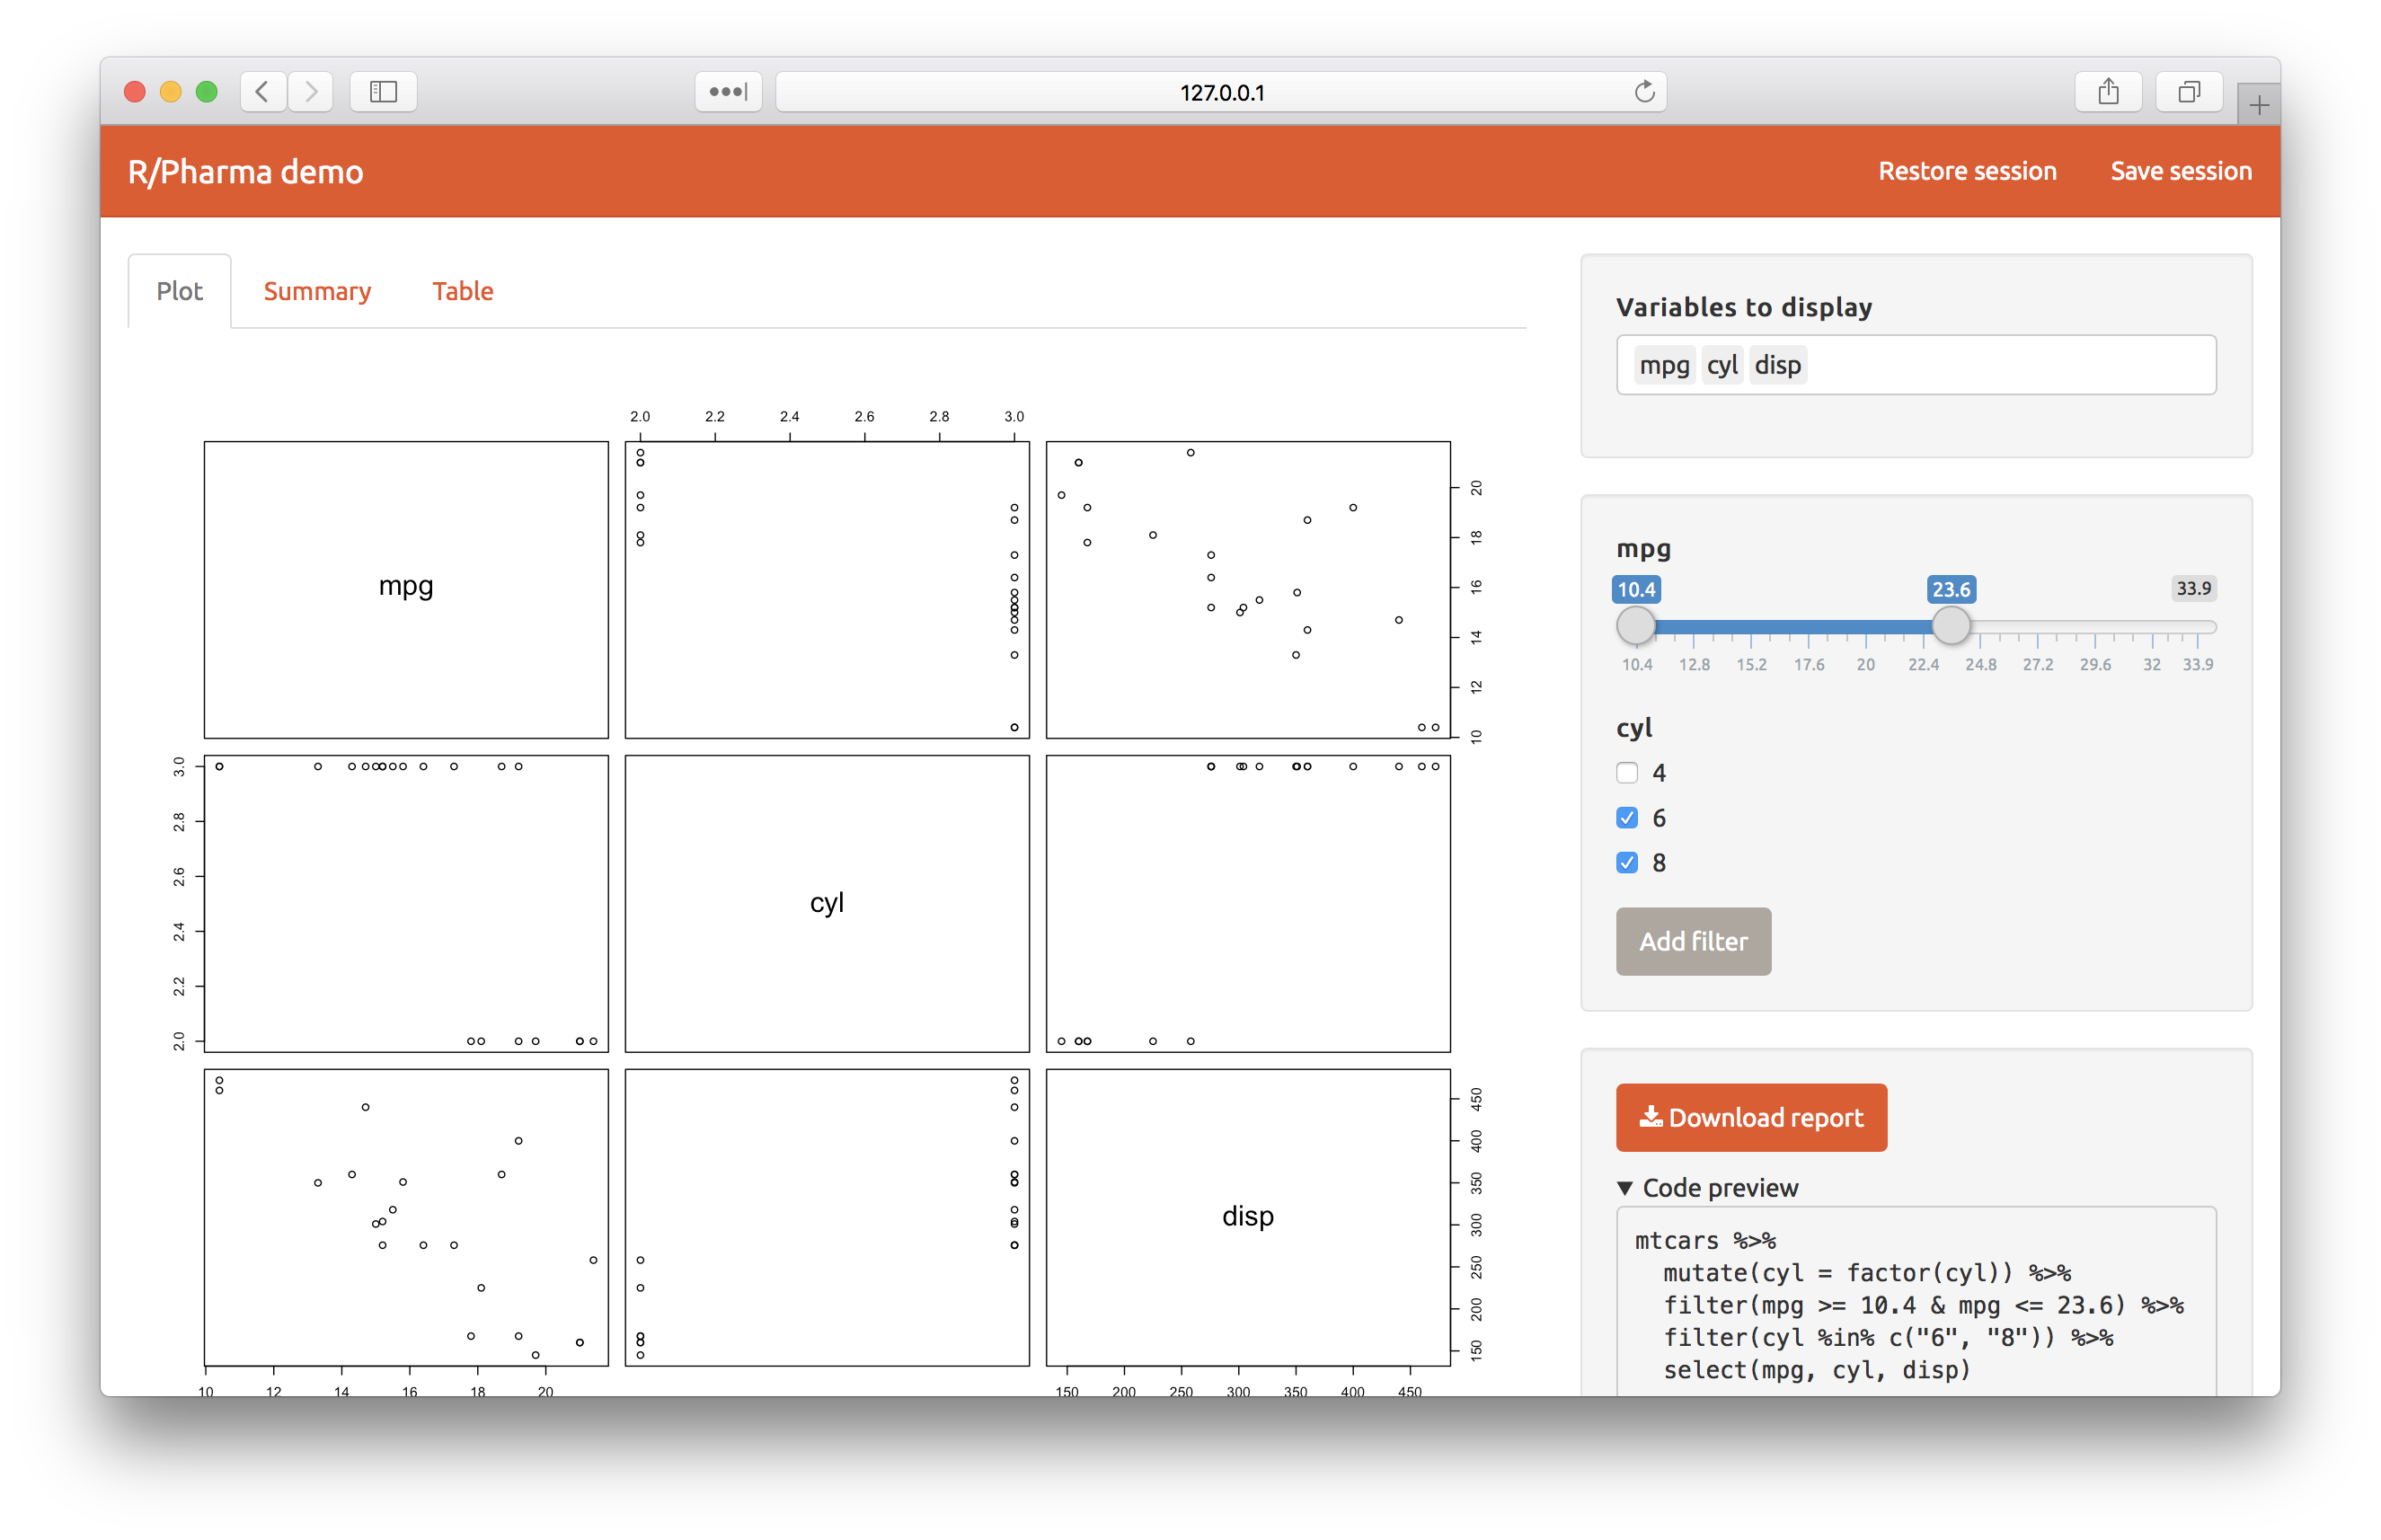 127.0.0.1
R/Pharma demo
Restore session
Save session
Plot
Summary
Table
2.0 2.2 2.4 2.6 2.8 3.0
mpg
20
18
16
14
12
10
3.0
2.8
2.6
2.4
2.2
2.0
cyl
disp
450
400
350
300
250
200
150
10 12 14 16 18 20
150 200 250 300 350 400 450
Variables to display
mpg cyl disp
mpg
10.4 23.6 33.9
10.4 12.8 15.2 17.6 20 22.4 24.8 27.2 29.6 32 33.9
cyl
4
6
8
Add filter
Download report
▼ Code preview
mtcars %>%
mutate(cyl = factor(cyl)) %>%
filter(mpg >= 10.4 & mpg <= 23.6) %>%
filter(cyl %in% c("6", "8")) %>%
select(mpg, cyl, disp)